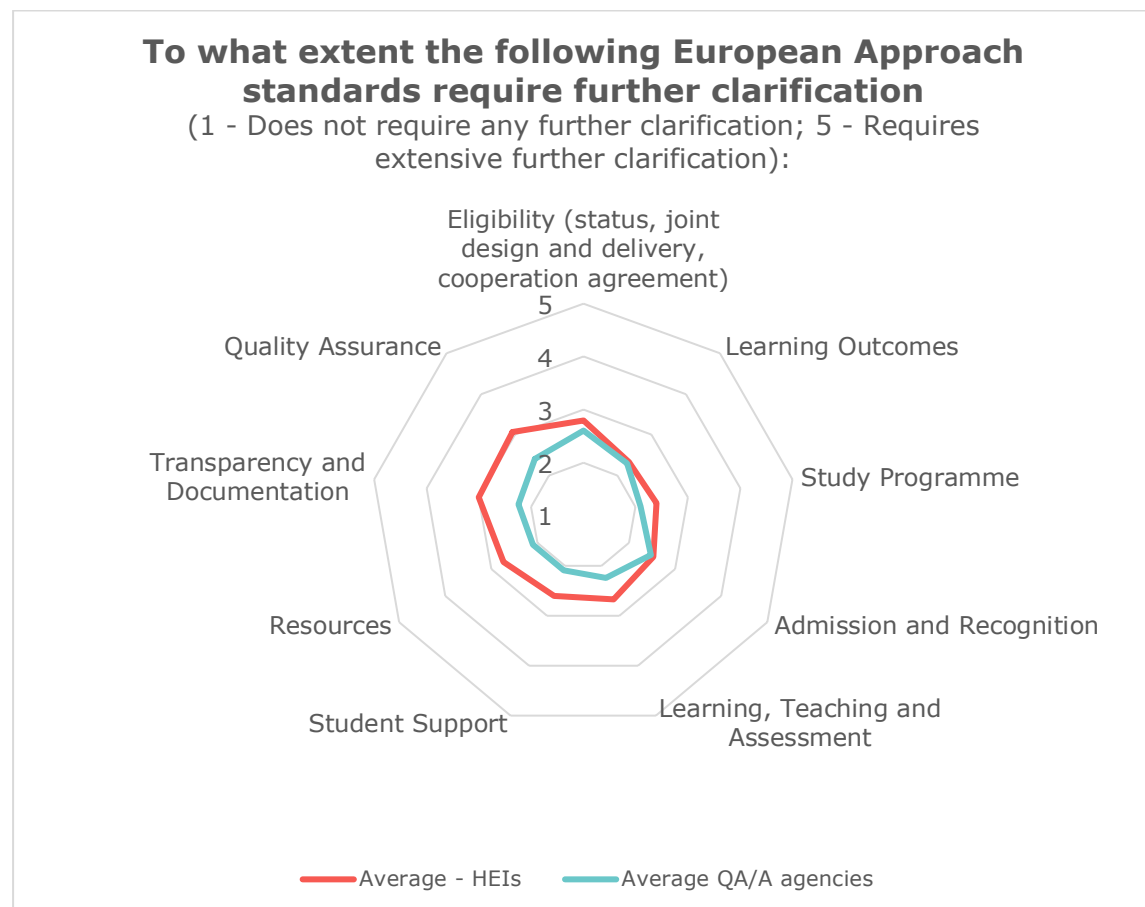 To what extent the following European Approach
standards require further clarification
(1 - Does not require any further clarification; 5 - Requires
extensive further clarification):
Eligibility (status, joint
design and delivery,
cooperation agreement)
5
Quality Assurance
Learning Outcomes
4
3
Transparency and
Documentation
Study Programme
2
1
Resources
Admission and Recognition
Student Support
Learning, Teaching and
Assessment
Average - HEIs
Average QA/A agencies